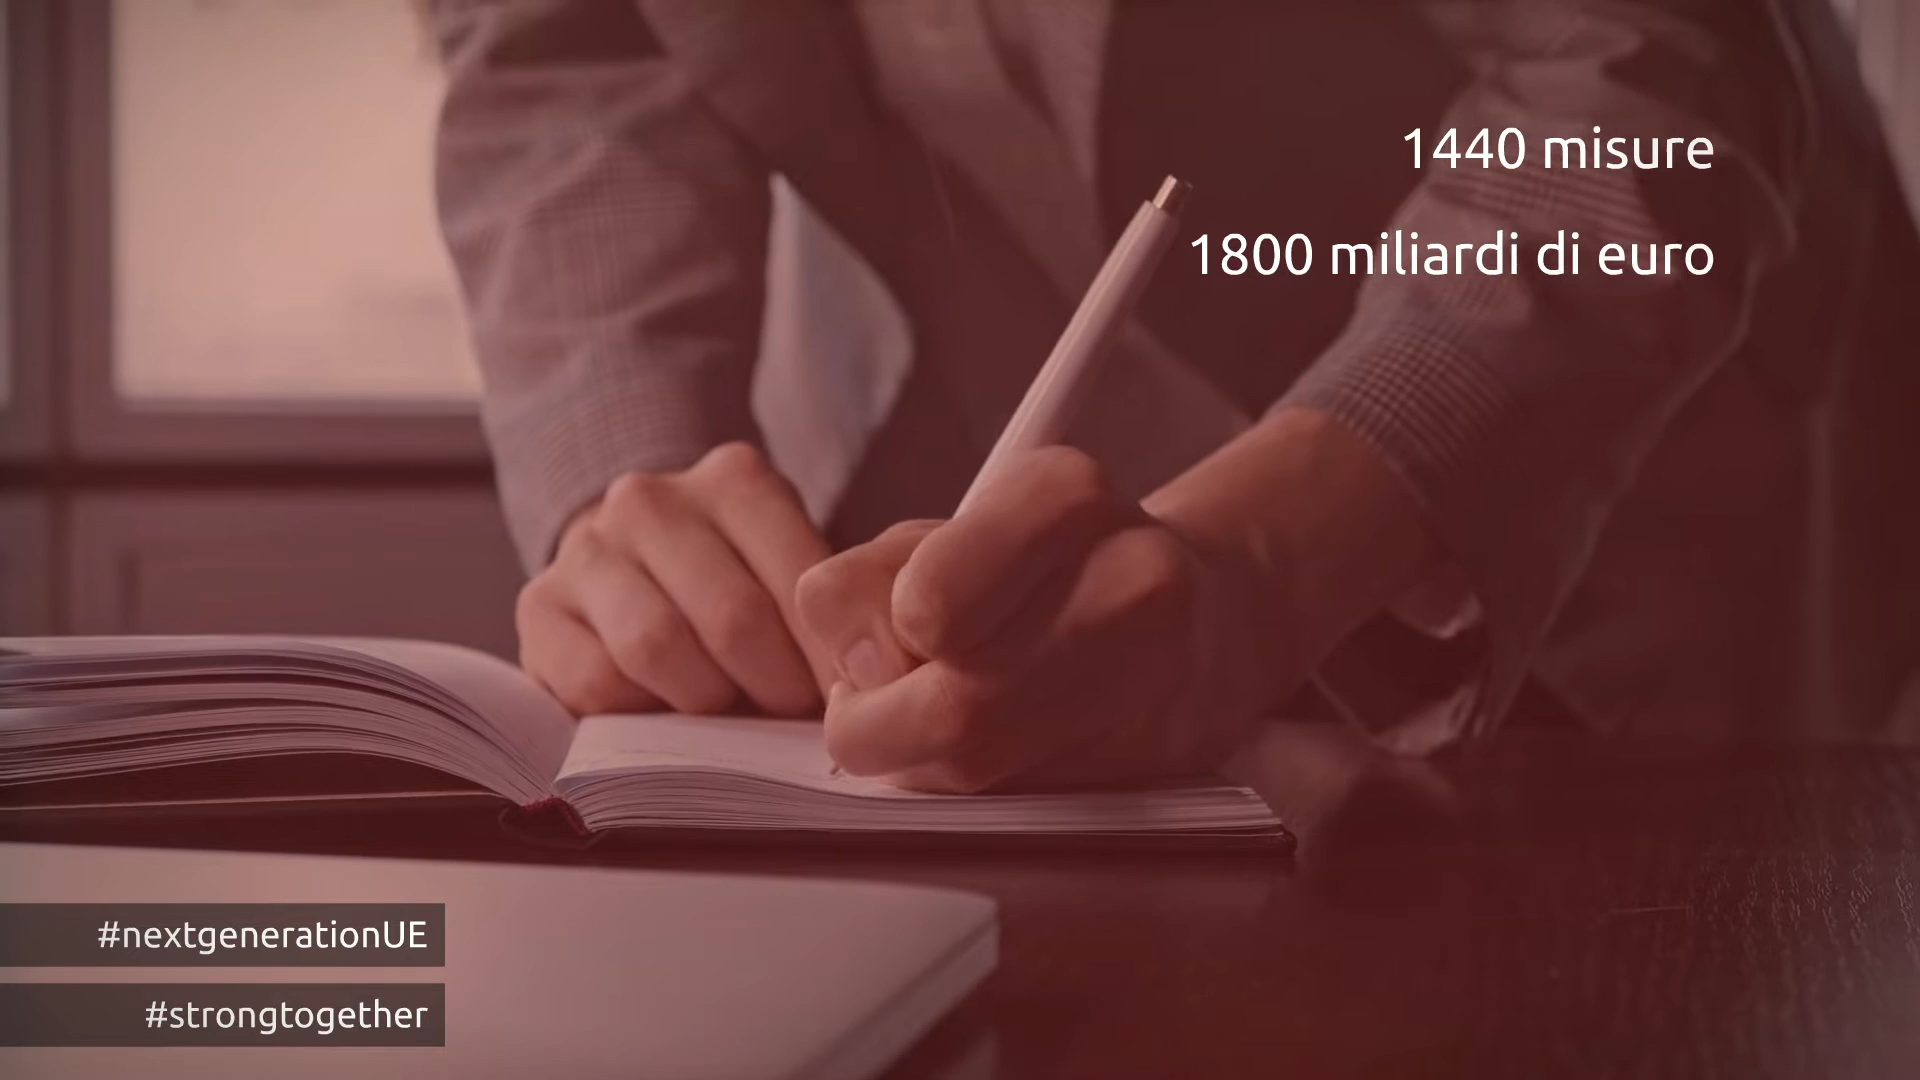 1440 misure
1800 miliardi di euro
#nextgenerationUE
#strongtogether